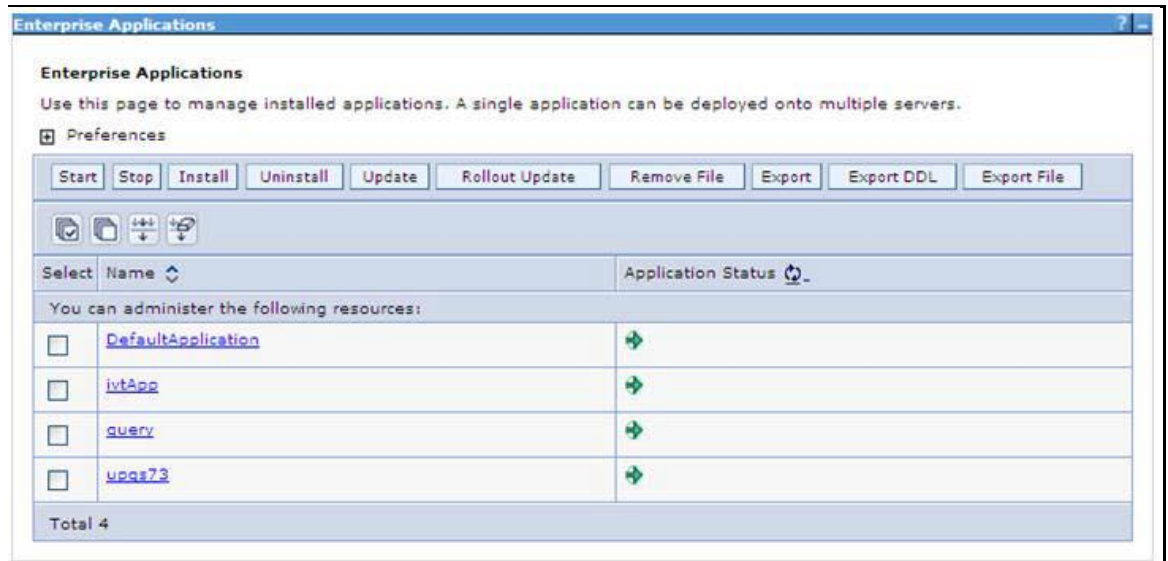 Enterprise Applications ? –
Enterprise Applications
Use this page to manage installed applications. A single application can be deployed onto multiple servers.
Preferences
Start Stop Install Uninstall Update Rollout Update Remove File Export Export DDL Export File
Select Name Application Status
You can administer the following resources:
DefaultApplication
ivtApp
query
upgs73
Total 4